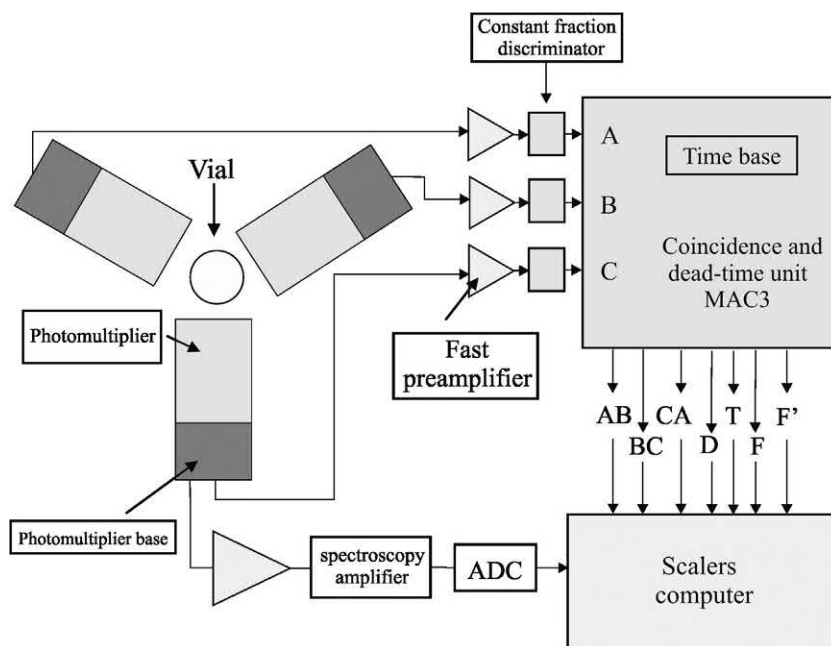 Constant fraction
discriminator
A
Time base
Vial
B
Coincidence and
dead-time unit
MAC3
C
Photomultiplier
Fast
preamplifier
AB
CA
T
F’
BC
D
F
Photomultiplier base
spectroscopy
amplifier
ADC
Scalers
computer